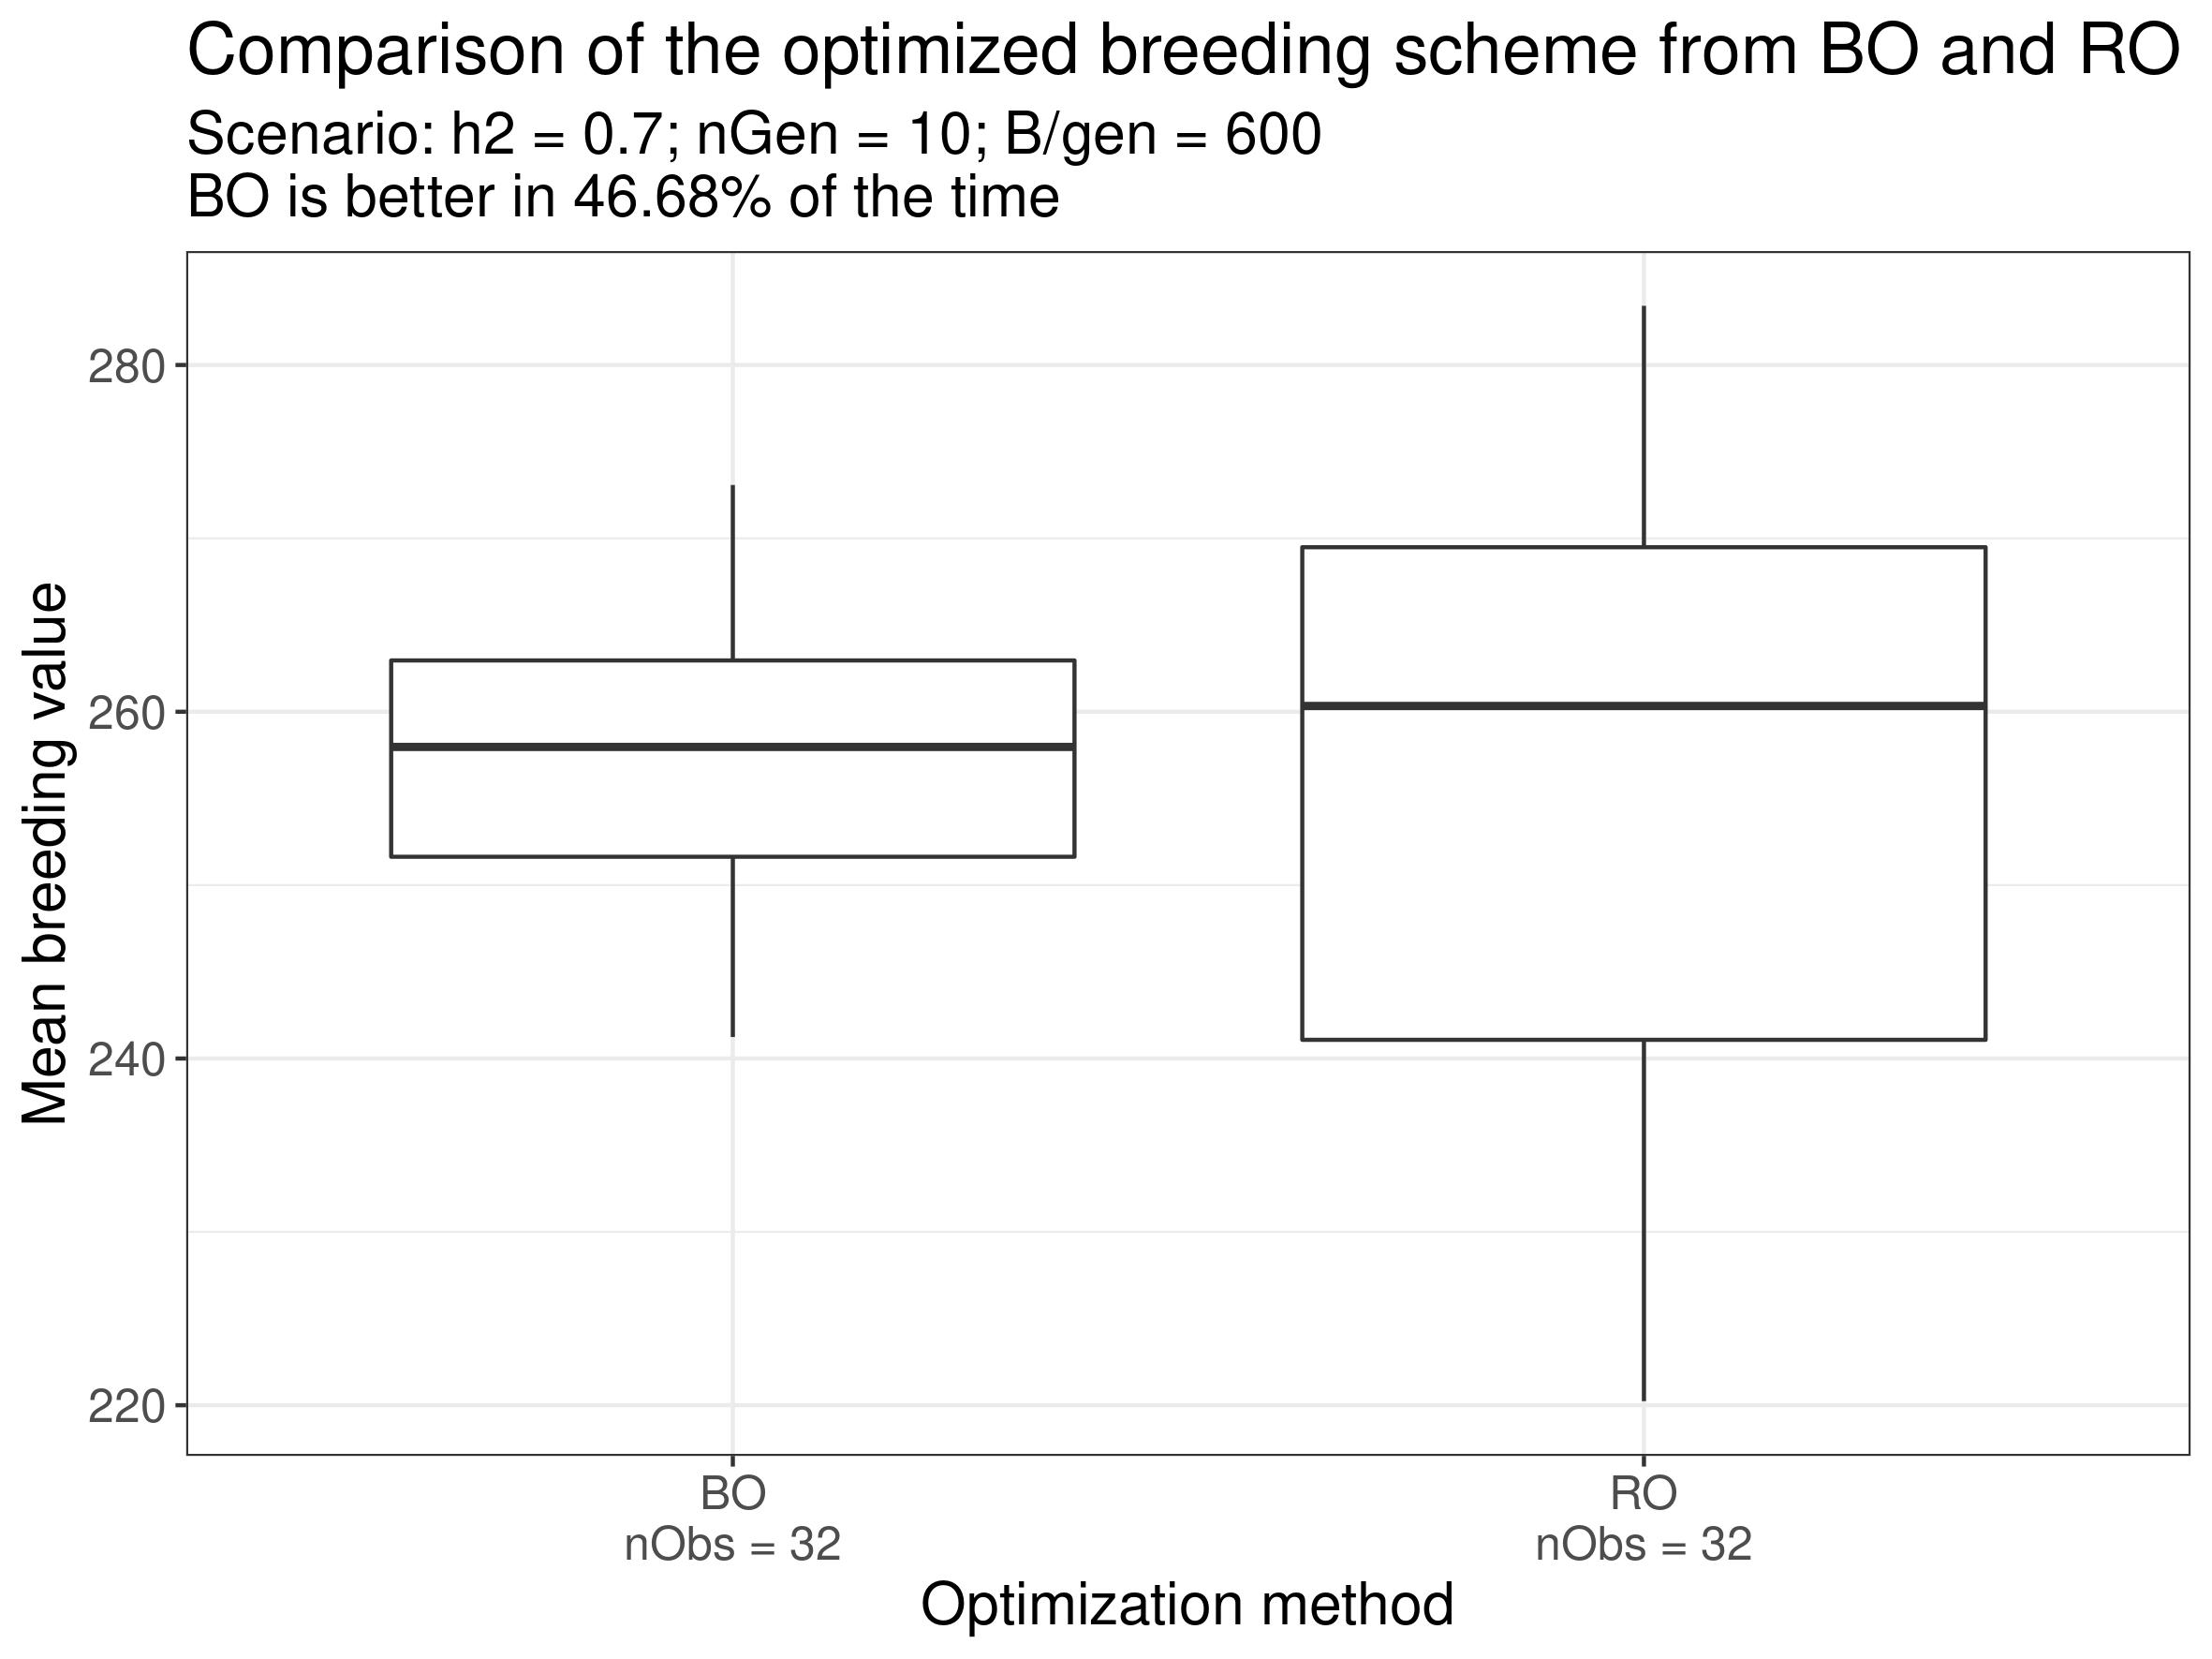 Comparison of the optimized breeding scheme from BO and RO
Scenario: h2 = 0.7; nGen = 10; B/gen = 600
BO is better in 46.68% of the time
Mean breeding value
280
260
240
220
BO
nObs = 32
RO
nObs = 32
Optimization method